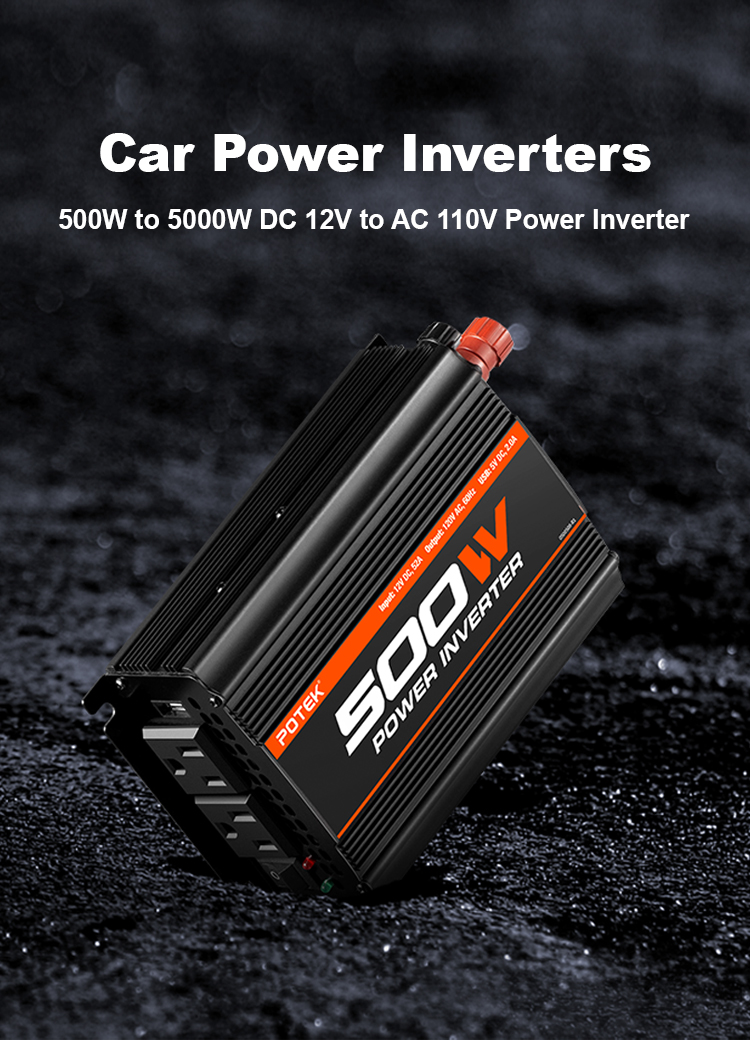 Car Power Inverters
500W to 5000W DC 12V to AC 110V Power Inverter
Input: 12V DC, 52A Output: 120V AC, 60Hz USB: 5V DC, 2.0A
POTEK®
500W
POWER INVERTER